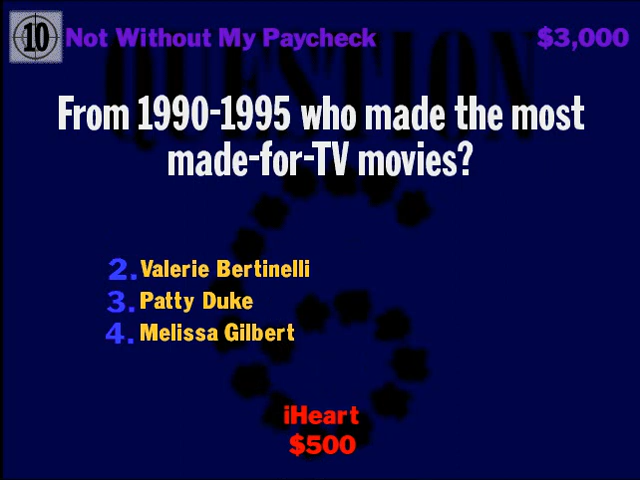 10 Not Without My Paycheck $3,000
QUESTION
From 1990-1995 who made the most
made-for-TV movies?
2. Valerie Bertinelli
3. Patty Duke
4. Melissa Gilbert
iHeart
$500